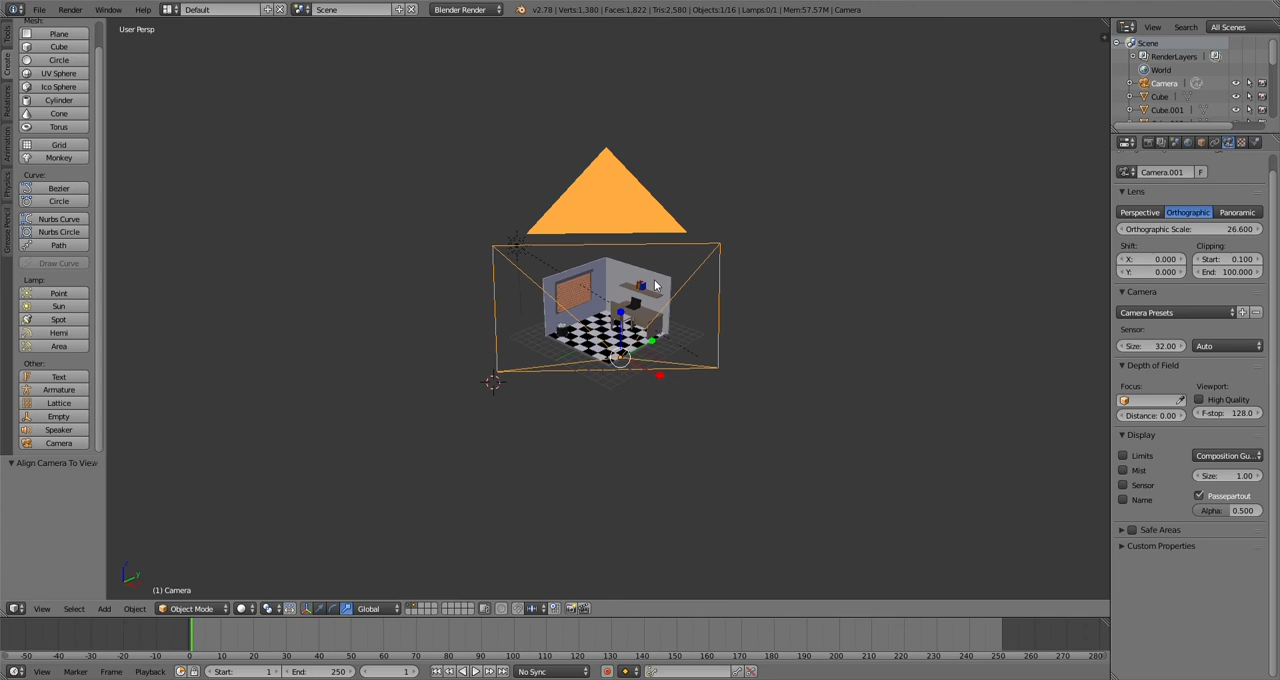 File Render Window Help Default Scene Blender Render v2.78 | Verts:1,380 | Faces:1,822 | Tris:2,580 | Objects:1/16 | Lamps:0/1 | Mem:57.57M | Camera
User Persp
Tools
Create
Relations
Animation
Physics
Grease Pencil
Mesh:
Plane
Cube
Circle
UV Sphere
Ico Sphere
Cylinder
Cone
Torus
Grid
Monkey
Curve:
Bezier
Circle
Nurbs Curve
Nurbs Circle
Path
Draw Curve
Lamp:
Point
Sun
Spot
Hemi
Area
Other:
Text
Armature
Lattice
Empty
Speaker
Camera
Align Camera To View
(1) Camera
View Search All Scenes
Scene
RenderLayers
World
Camera
Cube
Cube.001
Camera.001 F
Lens
Perspective Orthographic Panoramic
Orthographic Scale: 26.600
Shift: Clipping:
X: 0.000 Start: 0.100
Y: 0.000 End: 100.000
Camera
Camera Presets
Sensor:
Size: 32.00 Auto
Depth of Field
Focus: Viewport:
High Quality
Distance: 0.00 F-stop: 128.0
Display
Limits Composition Gu...
Mist Size: 1.00
Sensor Passepartout
Name Alpha: 0.500
Safe Areas
Custom Properties
View Select Add Object Object Mode Global
-50 -40 -30 -20 -10 0 10 20 30 40 50 60 70 80 90 100 110 120 130 140 150 160 170 180 190 200 210 220 230 240 250 260 270 280
View Marker Frame Playback Start: 1 End: 250 1 No Sync